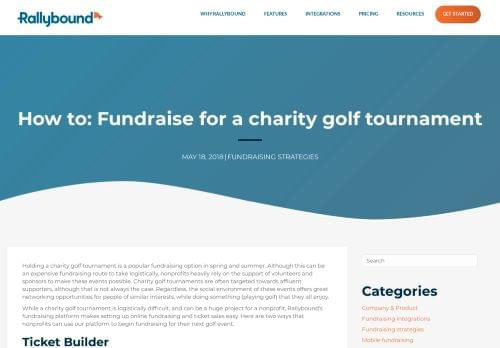 Rallybound
WHY RALLYBOUND
FEATURES
INTEGRATIONS
PRICING
RESOURCES
GET STARTED
How to: Fundraise for a charity golf tournament
MAY 18, 2018 | FUNDRAISING STRATEGIES
Holding a charity golf tournament is a popular fundraising option in spring and summer. Although this can be
an expensive fundraising route to take logistically, nonprofits heavily rely on the support of volunteers and
sponsors to make these events possible. Charity golf tournaments are often targeted towards affluent
supporters, although that is not always the case. Regardless, the social environment of these events offers great
networking opportunities for people of similar interests, while doing something (playing golf) that they all enjoy.
While a charity golf tournament is logistically difficult, and can be a huge project for a nonprofit, Rallybound's
fundraising platform makes setting up online fundraising and ticket sales easy. Here are two ways that
nonprofits can use our platform to begin fundraising for their next golf event.
Ticket Builder
Search
Categories
Company & Product
Fundraising integrations
Fundraising strategies
Mobile fundraising